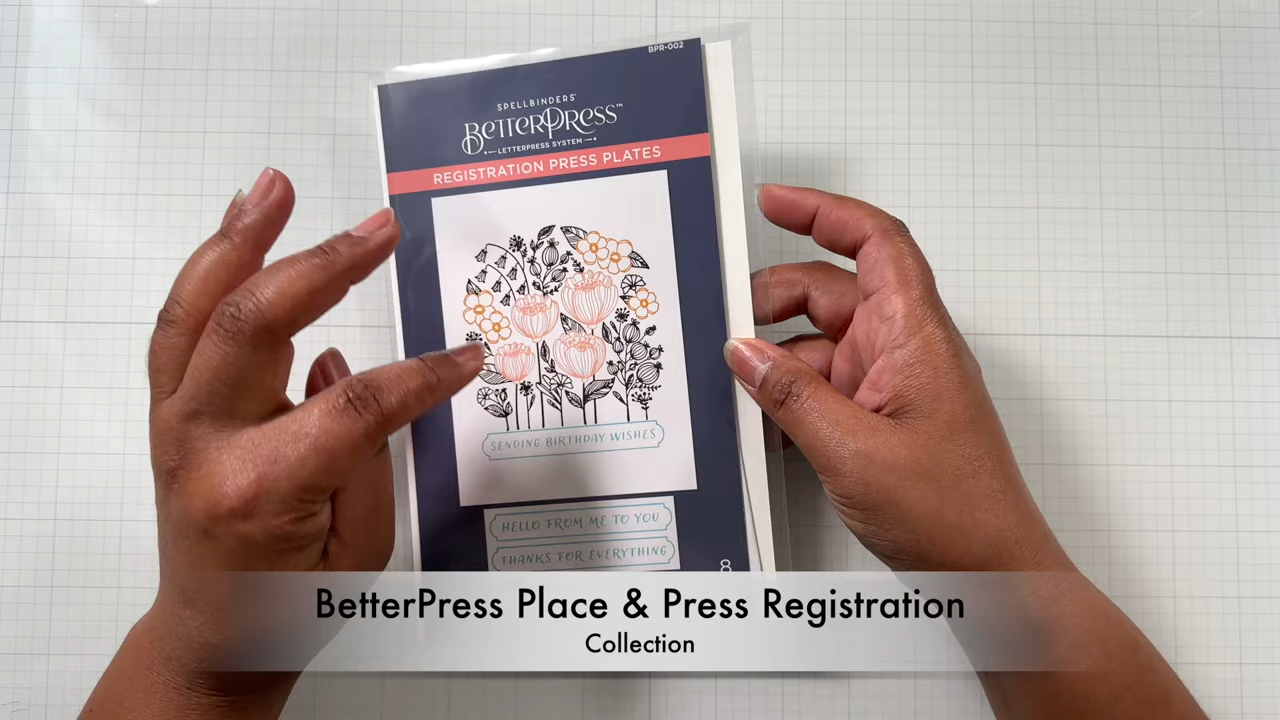 BPR-002
SPELLBINDERS®
BETTERPRESS™
LETTERPRESS SYSTEM
REGISTRATION PRESS PLATES
SENDING BIRTHDAY WISHES
HELLO FROM ME TO YOU
THANKS FOR EVERYTHING
8
BetterPress Place & Press Registration
Collection